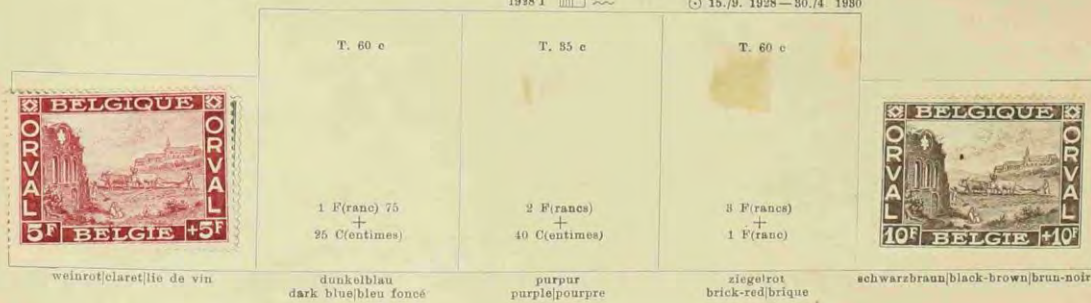 1928 I ⊙ 15./9. 1928 — 30./4. 1930
T. 60 c T. 35 c T. 60 c
BELGIQUE
ORVAL
ORVAL
5F BELGIE +5F
1 F(ranc) 75
+
25 C(entimes)
2 F(rancs)
+
40 C(entimes)
3 F(rancs)
+
1 F(ranc)
BELGIQUE
ORVAL
ORVAL
10F BELGIE +10F
weinrot|claret|lie de vin
dunkelblau
dark blue|bleu foncé
purpur
purple|pourpre
ziegelrot
brick-red|brique
schwarzbraun|black-brown|brun-noir